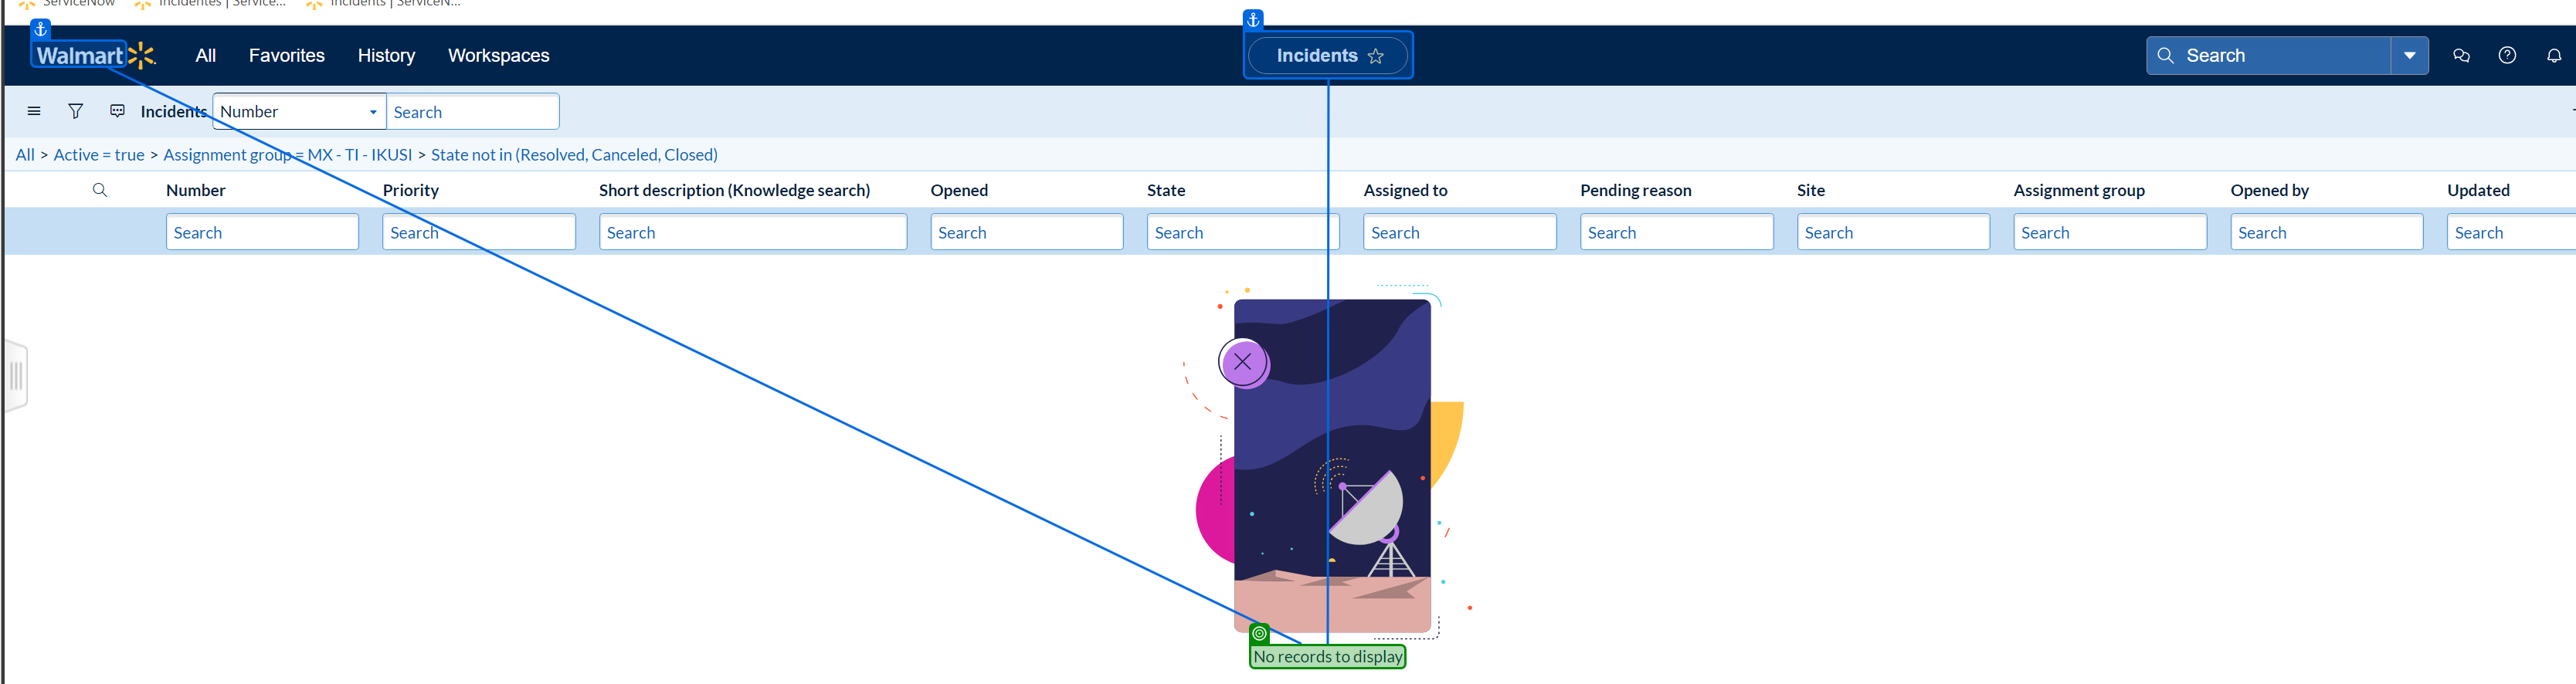 ServiceNow Incidentes | Service... Incidents | ServiceN...
Walmart All Favorites History Workspaces Incidents Search
Incidents Number Search
All > Active = true > Assignment group = MX - TI - IKUSI > State not in (Resolved, Canceled, Closed)
Number Priority Short description (Knowledge search) Opened State Assigned to Pending reason Site Assignment group Opened by Updated
Search Search Search Search Search Search Search Search Search Search Search
No records to display